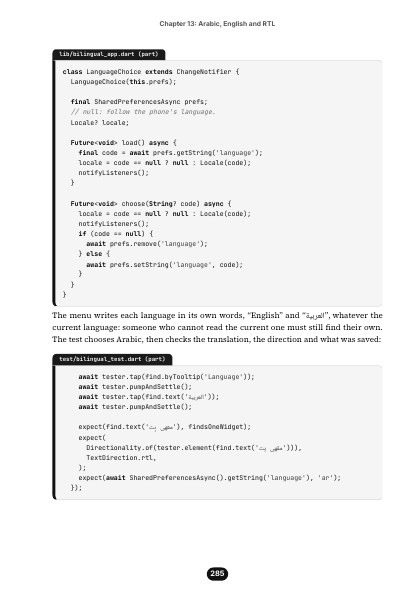 Chapter 13: Arabic, English and RTL
lib/bilingual_app.dart (part)
class LanguageChoice extends ChangeNotifier {
  LanguageChoice(this.prefs);

  final SharedPreferencesAsync prefs;
  // null: follow the phone's language.
  Locale? locale;

  Future<void> load() async {
    final code = await prefs.getString('language');
    locale = code == null ? null : Locale(code);
    notifyListeners();
  }

  Future<void> choose(String? code) async {
    locale = code == null ? null : Locale(code);
    notifyListeners();
    if (code == null) {
      await prefs.remove('language');
    } else {
      await prefs.setString('language', code);
    }
  }
}
The menu writes each language in its own words, “English” and “العربية”, whatever the
current language: someone who cannot read the current one must still find their own.
The test chooses Arabic, then checks the translation, the direction and what was saved:
test/bilingual_test.dart (part)
    await tester.tap(find.byTooltip('Language'));
    await tester.pumpAndSettle();
    await tester.tap(find.text('العربية'));
    await tester.pumpAndSettle();

    expect(find.text(''), findsOneWidget);
    expect(
      Directionality.of(tester.element(find.text(''))),
      TextDirection.rtl,
    );
    expect(await SharedPreferencesAsync().getString('language'), 'ar');
  });
285